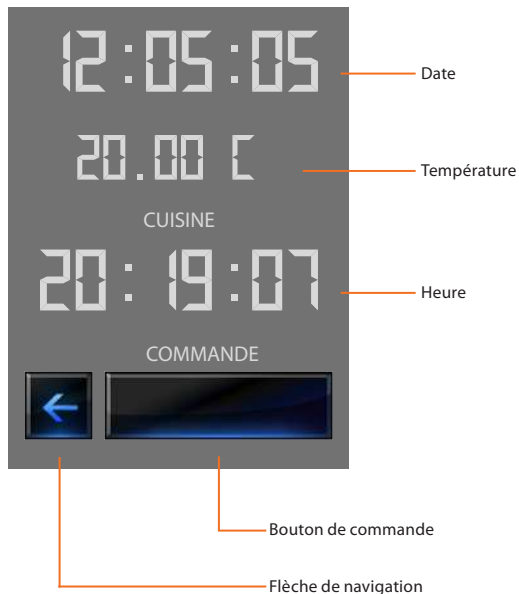 12:05:05
Date
20.00 C
Température
CUISINE
20:19:07
Heure
COMMANDE
Bouton de commande
Flèche de navigation